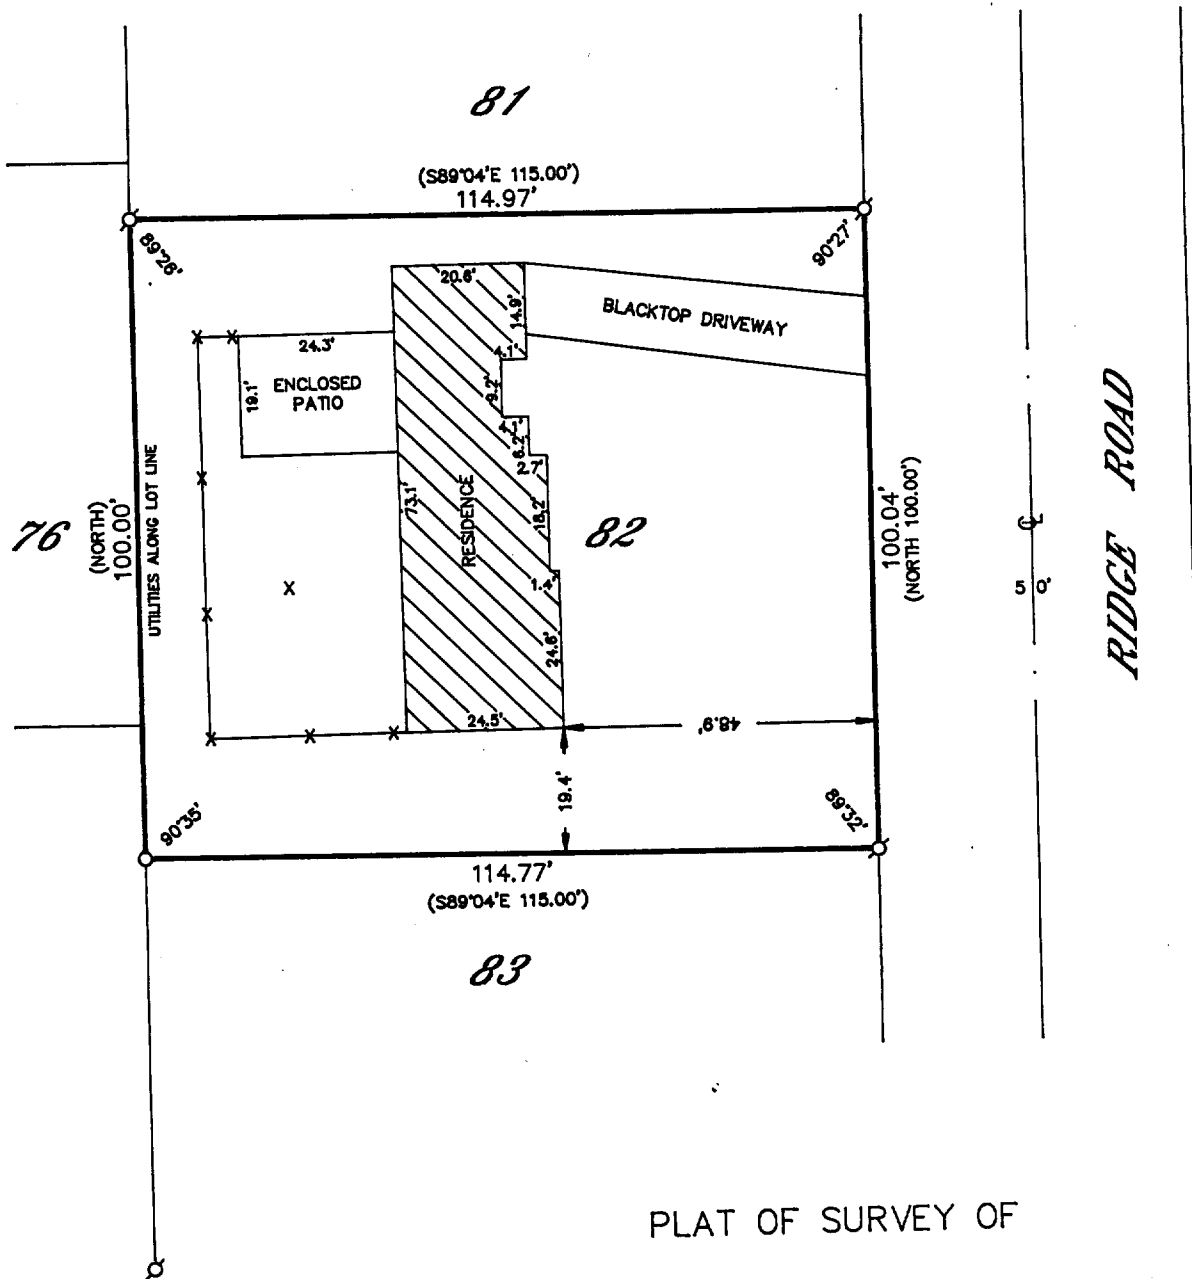 81
(S89°04'E 115.00')
114.97'
89°26'
90°27'
20.6'
14.9'
BLACKTOP DRIVEWAY
24.3'
4.1'
19.1'
ENCLOSED
PATIO
9.2'
4.1'
6.2'
2.7'
UTILITIES ALONG LOT LINE
76
(NORTH)
100.00'
73.1'
RESIDENCE
18.2'
82
100.04'
(NORTH 100.00')
50'
RIDGE ROAD
1.4'
24.6'
24.5'
48.9'
19.4'
90°35'
89°32'
114.77'
(S89°04'E 115.00')
83
PLAT OF SURVEY OF